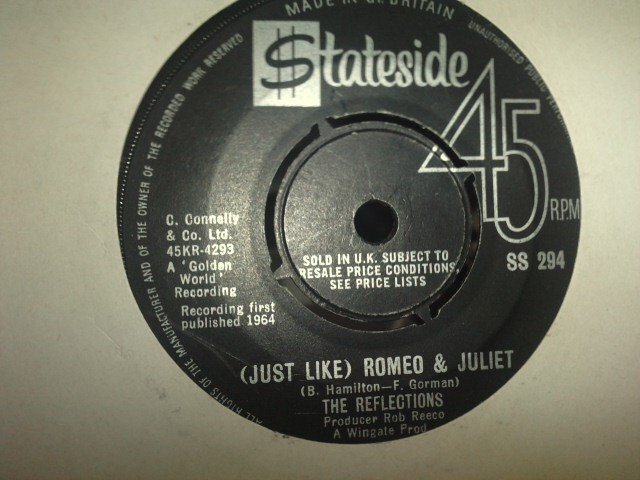 MADE IN GT. BRITAIN
ALL RIGHTS OF THE MANUFACTURER AND OF THE OWNER OF THE RECORDED WORK RESERVED
UNAUTHORISED PUBLIC
$tateside
45
RPM
C. Connelly
& Co. Ltd.
45KR-4293
A 'Golden
World'
Recording
Recording first
published 1964
SOLD IN U.K. SUBJECT TO
RESALE PRICE CONDITIONS,
SEE PRICE LISTS
SS 294
(JUST LIKE) ROMEO & JULIET
(B. Hamilton—F. Gorman)
THE REFLECTIONS
Producer Rob Reeco
A Wingate Prod